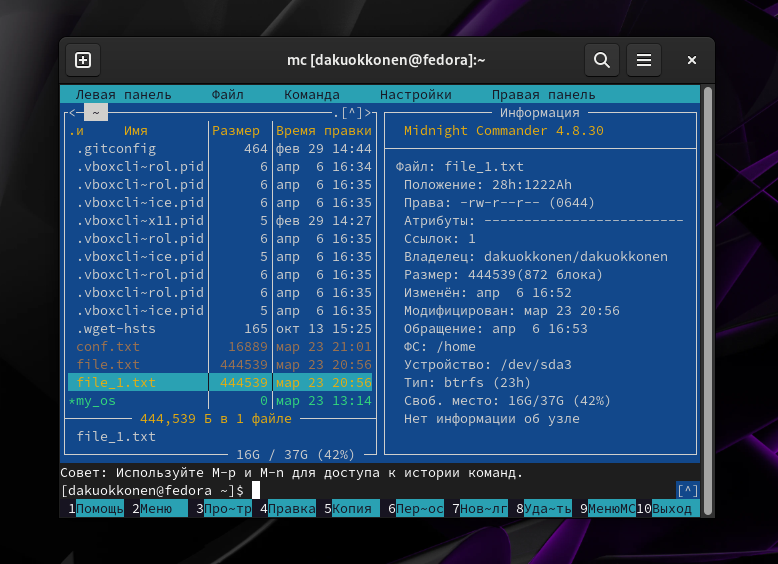 mc [dakuokkonen@fedora]:~
Левая панель Файл Команда Настройки Правая панель
<- ~ .[^]> Информация
.и Имя Размер Время правки
Midnight Commander 4.8.30
.gitconfig 464 фев 29 14:44
.vboxcli~rol.pid 6 апр 6 16:34
Файл: file_1.txt
.vboxcli~rol.pid 6 апр 6 16:35
Положение: 28h:1222Ah
.vboxcli~ice.pid 6 апр 6 16:35
Права: -rw-r--r-- (0644)
.vboxcli~x11.pid 5 фев 29 14:27
Атрибуты: -------------------------
.vboxcli~rol.pid 6 апр 6 16:35
Ссылок: 1
.vboxcli~ice.pid 5 апр 6 16:35
Владелец: dakuokkonen/dakuokkonen
.vboxcli~rol.pid 6 апр 6 16:35
Размер: 444539(872 блока)
.vboxcli~rol.pid 6 апр 6 16:35
Изменён: апр 6 16:52
.vboxcli~ice.pid 5 апр 6 16:35
Модифицирован: мар 23 20:56
.wget-hsts 165 окт 13 15:25
Обращение: апр 6 16:53
conf.txt 16889 мар 23 21:01
ФС: /home
file.txt 444539 мар 23 20:56
Устройство: /dev/sda3
file_1.txt 444539 мар 23 20:56
Тип: btrfs (23h)
*my_os 0 мар 23 13:14
Своб. место: 16G/37G (42%)
444,539 Б в 1 файле
Нет информации об узле
file_1.txt
16G / 37G (42%)
Совет: Используйте M-p и M-n для доступа к истории команд.
[dakuokkonen@fedora ~]$ [^]
1Помощь 2Меню 3Про~тр 4Правка 5Копия 6Пер~ос 7Нов~лг 8Уда~ть 9МенюMC 10Выход